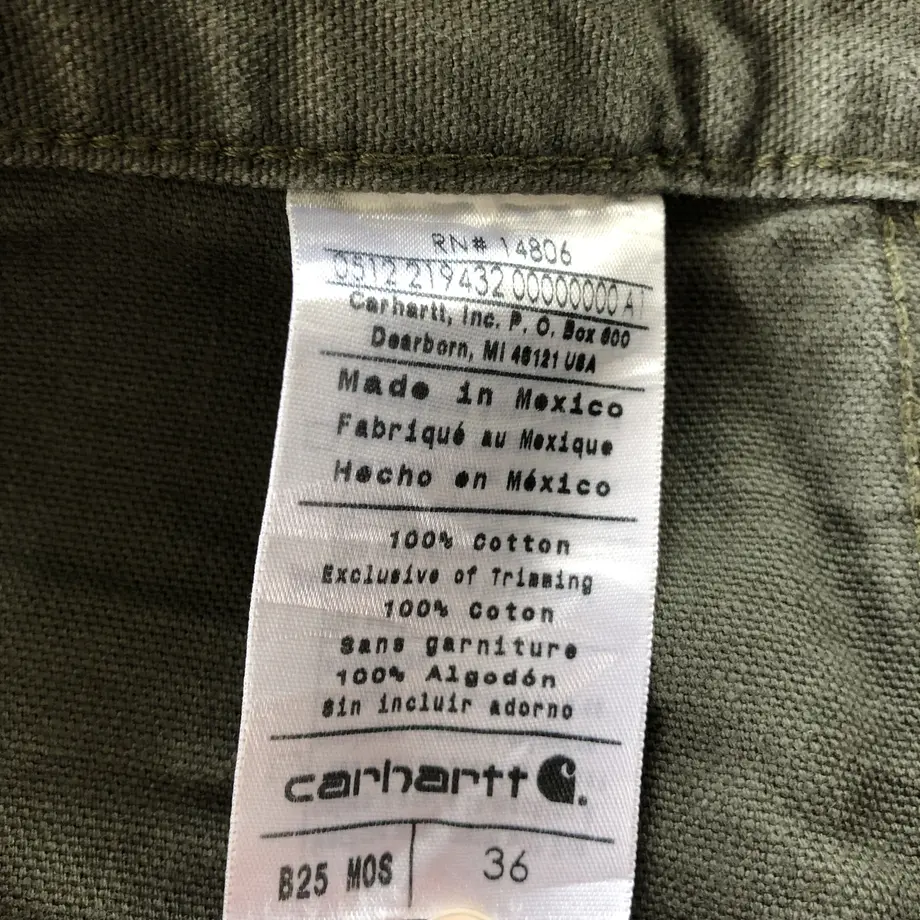 RN# 14806
0512 219432 00000000 A1
Carhartt, Inc. P. O. Box 600
Dearborn, MI 48121 USA
Made in Mexico
Fabriqué au Mexique
Hecho en México
100% Cotton
Exclusive of Trimming
100% Coton
Sans garniture
100% Algodón
Sin incluir adorno
carhartt
B25 MOS 36